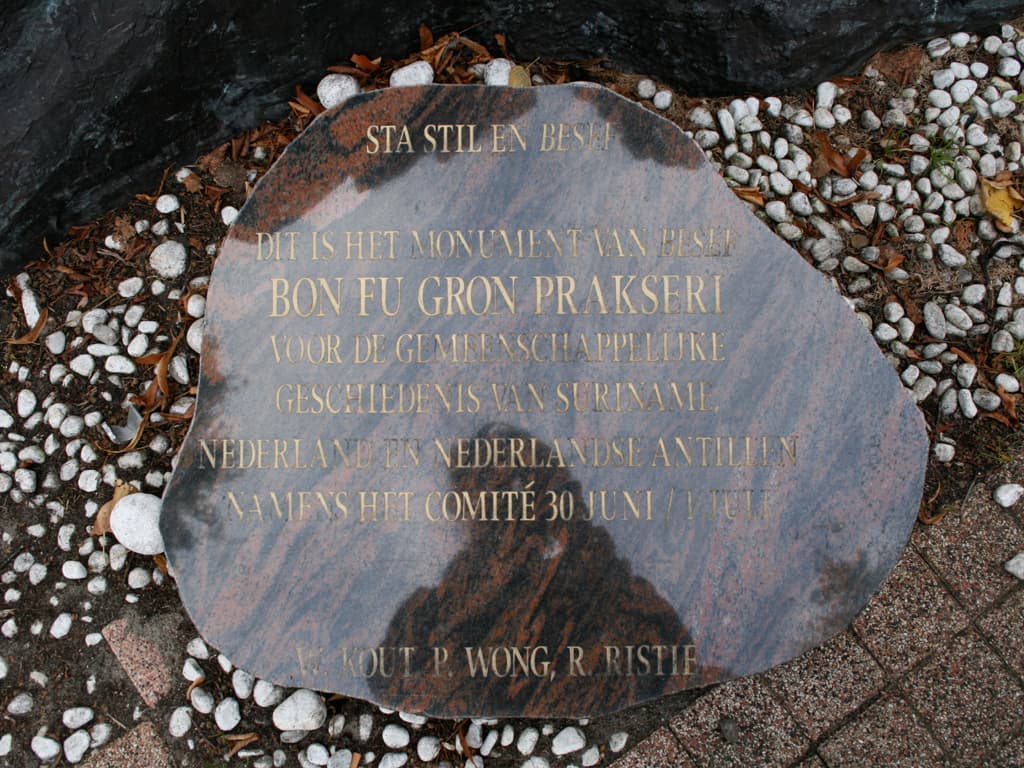 STA STIL EN BESEF
DIT IS HET MONUMENT VAN BESEF
BON FU GRON PRAKSERI
VOOR DE GEMEENSCHAPPELIJKE
GESCHIEDENIS VAN SURINAME,
NEDERLAND EN NEDERLANDSE ANTILLEN
NAMENS HET COMITÉ 30 JUNI / 1 JULI
W. KOUT P. WONG, R. RISTIE